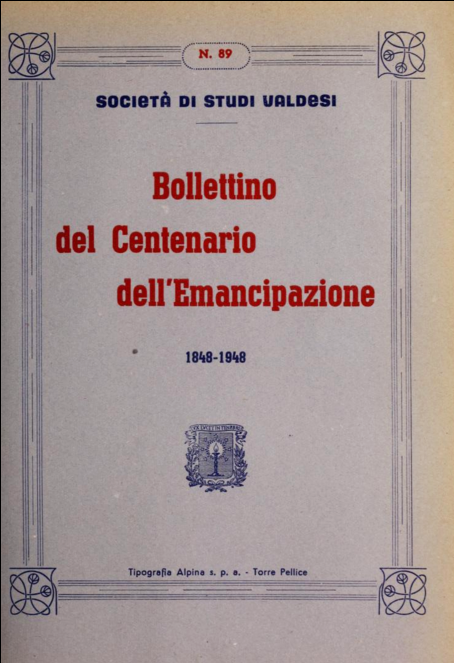 N. 89
SOCIETÀ DI STUDI VALDESI
Bollettino
del Centenario
dell'Emancipazione
1848-1948
Tipografia Alpina s. p. a. - Torre Pellice